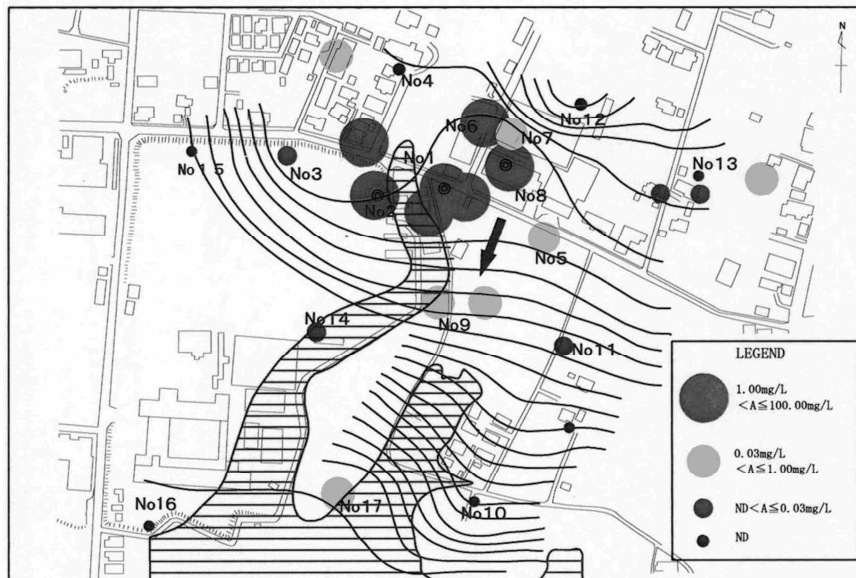 N
No4
No12
No6
No7
No1
No15
No3
No13
No8
No2
No5
No9
No14
No11
LEGEND
1.00mg/L
<A≦100.00mg/L
0.03mg/L
<A≦1.00mg/L
ND<A≦0.03mg/L
ND
No16
No17
No10